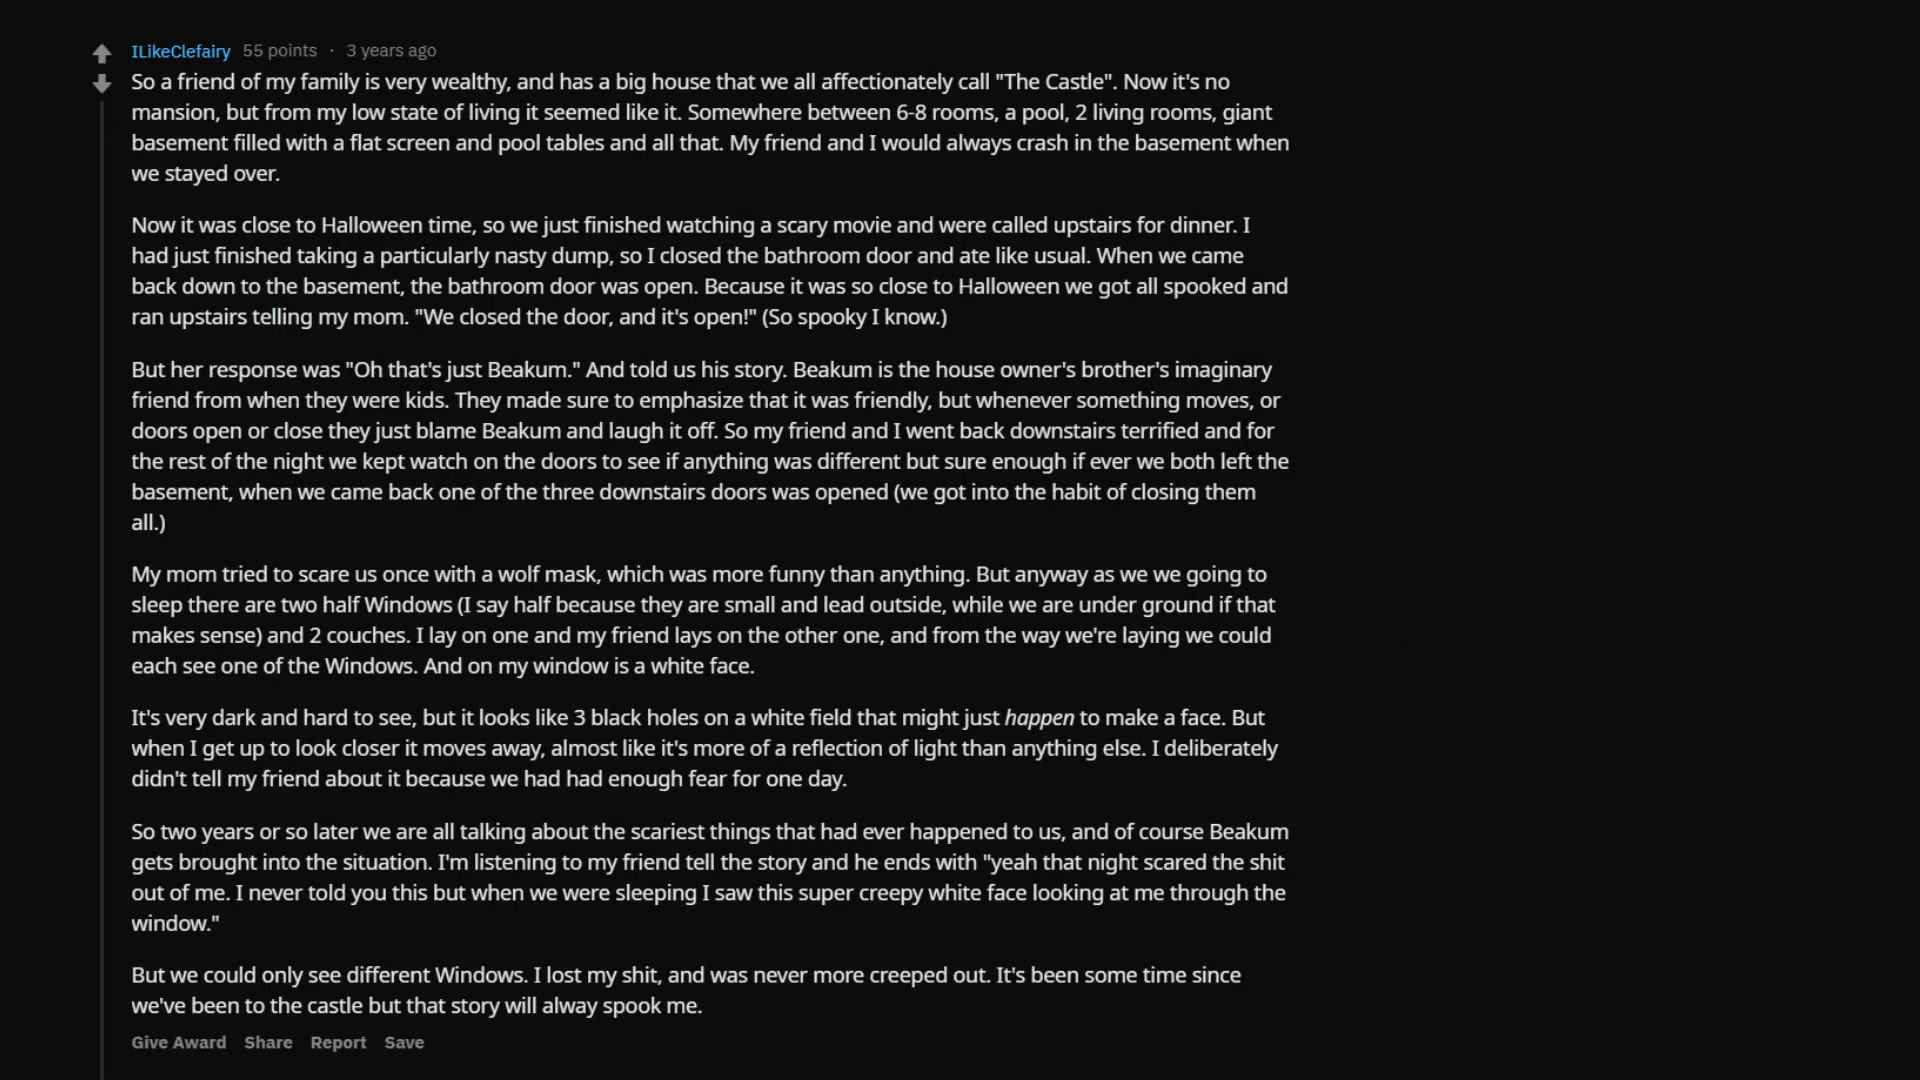 ILikeClefairy 55 points · 3 years ago
So a friend of my family is very wealthy, and has a big house that we all affectionately call "The Castle". Now it's no
mansion, but from my low state of living it seemed like it. Somewhere between 6-8 rooms, a pool, 2 living rooms, giant
basement filled with a flat screen and pool tables and all that. My friend and I would always crash in the basement when
we stayed over.
Now it was close to Halloween time, so we just finished watching a scary movie and were called upstairs for dinner. I
had just finished taking a particularly nasty dump, so I closed the bathroom door and ate like usual. When we came
back down to the basement, the bathroom door was open. Because it was so close to Halloween we got all spooked and
ran upstairs telling my mom. "We closed the door, and it's open!" (So spooky I know.)
But her response was "Oh that's just Beakum." And told us his story. Beakum is the house owner's brother's imaginary
friend from when they were kids. They made sure to emphasize that it was friendly, but whenever something moves, or
doors open or close they just blame Beakum and laugh it off. So my friend and I went back downstairs terrified and for
the rest of the night we kept watch on the doors to see if anything was different but sure enough if ever we both left the
basement, when we came back one of the three downstairs doors was opened (we got into the habit of closing them
all.)
My mom tried to scare us once with a wolf mask, which was more funny than anything. But anyway as we we going to
sleep there are two half Windows (I say half because they are small and lead outside, while we are under ground if that
makes sense) and 2 couches. I lay on one and my friend lays on the other one, and from the way we're laying we could
each see one of the Windows. And on my window is a white face.
It's very dark and hard to see, but it looks like 3 black holes on a white field that might just happen to make a face. But
when I get up to look closer it moves away, almost like it's more of a reflection of light than anything else. I deliberately
didn't tell my friend about it because we had had enough fear for one day.
So two years or so later we are all talking about the scariest things that had ever happened to us, and of course Beakum
gets brought into the situation. I'm listening to my friend tell the story and he ends with "yeah that night scared the shit
out of me. I never told you this but when we were sleeping I saw this super creepy white face looking at me through the
window."
But we could only see different Windows. I lost my shit, and was never more creeped out. It's been some time since
we've been to the castle but that story will alway spook me.
Give Award Share Report Save